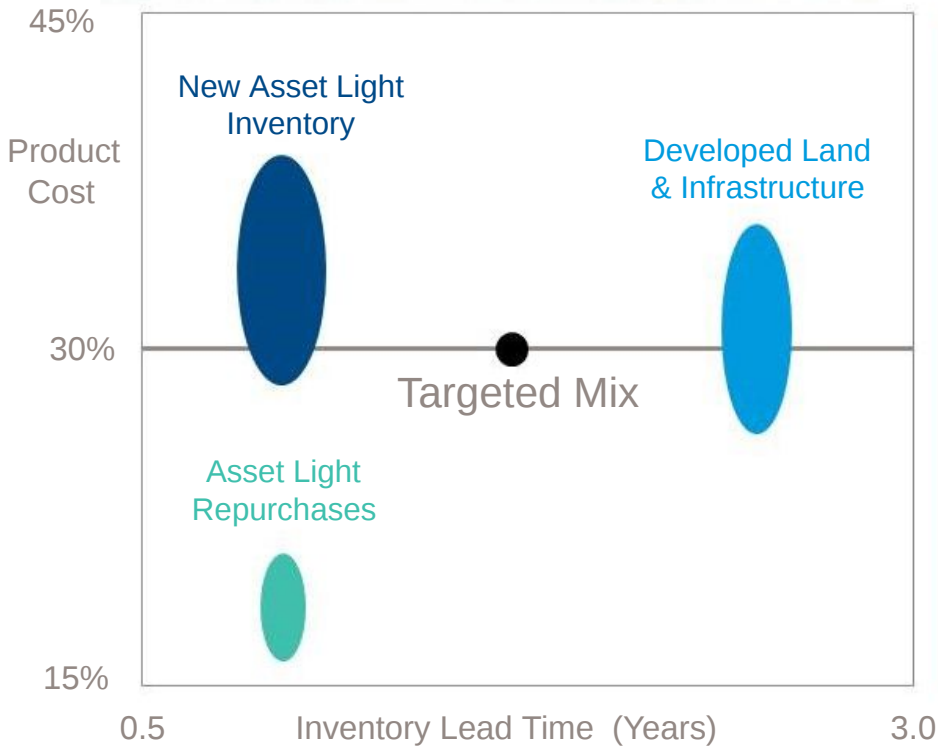 45%
New Asset Light
Inventory
Product
Cost
Developed Land
& Infrastructure
30%
Targeted Mix
Asset Light
Repurchases
15%
0.5
Inventory Lead Time (Years)
3.0